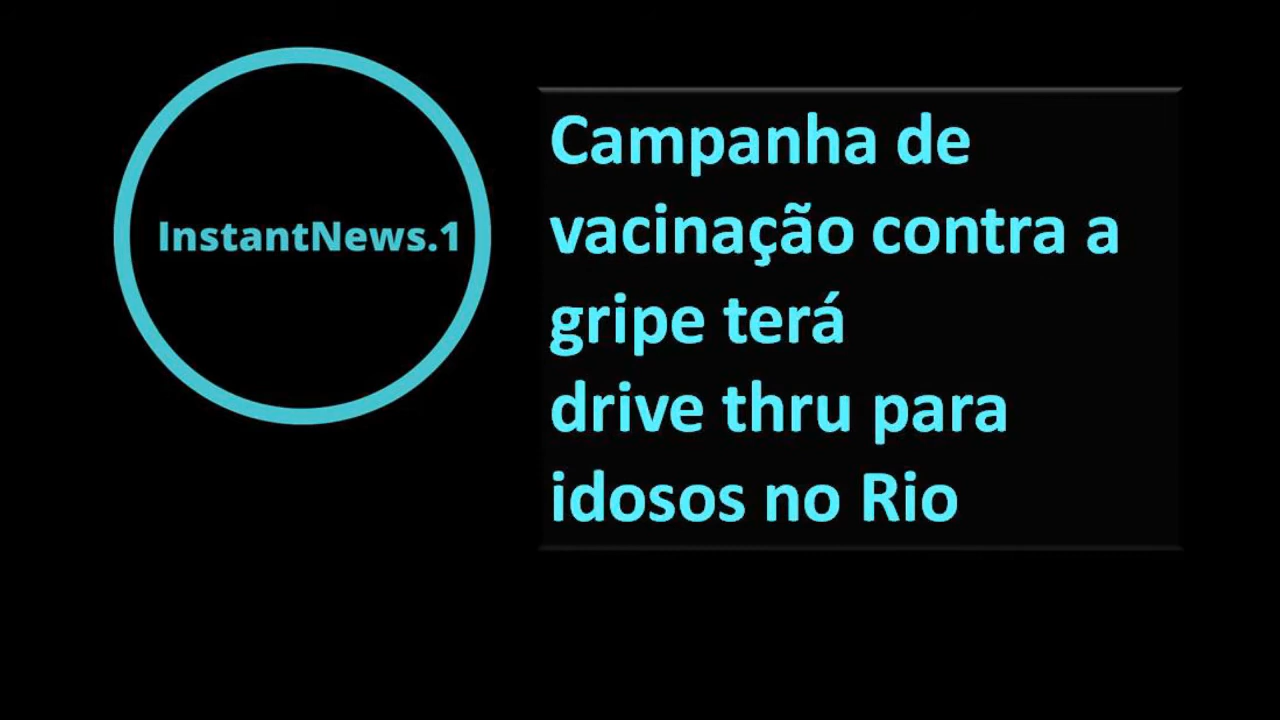 InstantNews.1
Campanha de
vacinação contra a
gripe terá
drive thru para
idosos no Rio